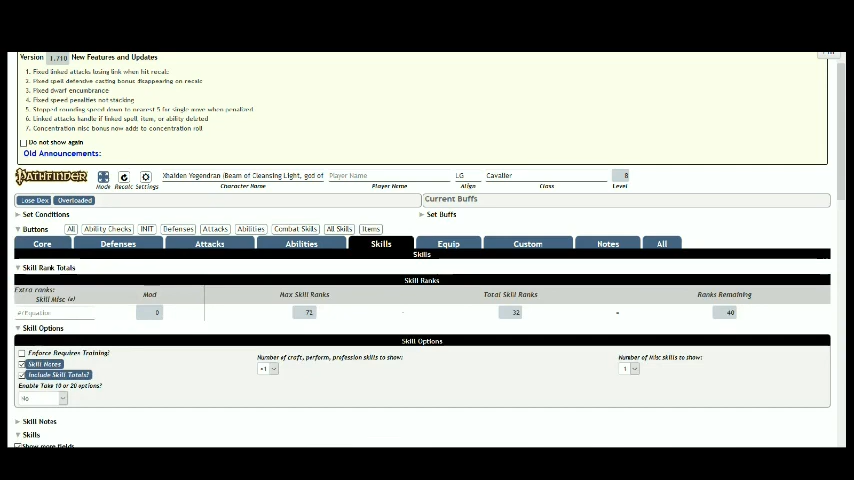 Version 1.710 New Features and Updates
1. Fixed linked attacks losing link when hit recalc
2. Fixed spell defensive casting bonus disappearing on recalc
3. Fixed dwarf encumbrance
4. Fixed speed penalties not stacking
5. Stopped rounding speed down to nearest 5 for single move when penalized
6. Linked attacks handle if linked spell, item, or ability deleted
7. Concentration misc bonus now adds to concentration roll
Do not show again
Old Announcements:
PATHFINDER Mode Recalc Settings
Xhalden Yegendran (Beam of Cleansing Light, god of Player Name LG Cavalier 8
Character Name Player Name Align Class Level
Lose Dex Overloaded Current Buffs
Set Conditions Set Buffs
Buttons All Ability Checks INIT Defenses Attacks Abilities Combat Skills All Skills Items
Core Defenses Attacks Abilities Skills Equip Custom Notes All
Skills
Skill Rank Totals
Skill Ranks
Extra ranks:
Skill Misc Mod Max Skill Ranks Total Skill Ranks Ranks Remaining
0 72 - 32 = 40
Skill Options
Skill Options
Enforce Requires Training?
Skill Notes
Include Skill Totals?
Enable Take 10 or 20 options?
No
Number of craft, perform, profession skills to show:
Number of Misc skills to show:
1
Skill Notes
Skills
Show more fields